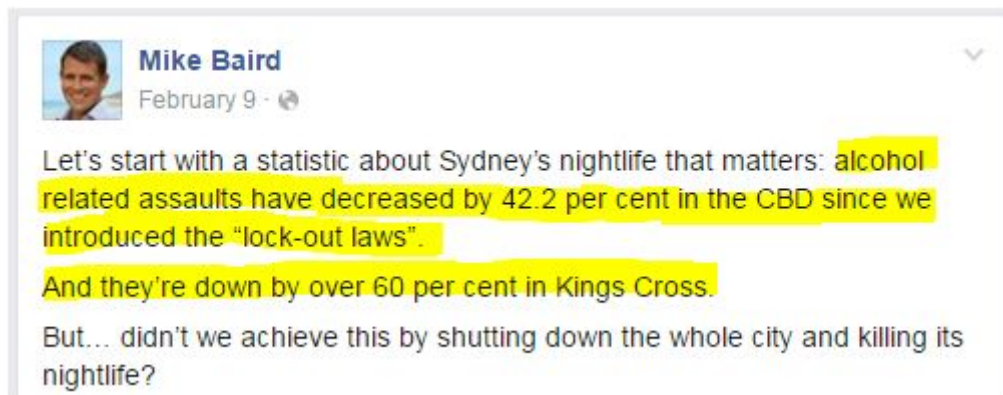 Mike Baird
February 9 ·
Let's start with a statistic about Sydney's nightlife that matters: alcohol
related assaults have decreased by 42.2 per cent in the CBD since we
introduced the “lock-out laws”.
And they're down by over 60 per cent in Kings Cross.
But... didn't we achieve this by shutting down the whole city and killing its
nightlife?